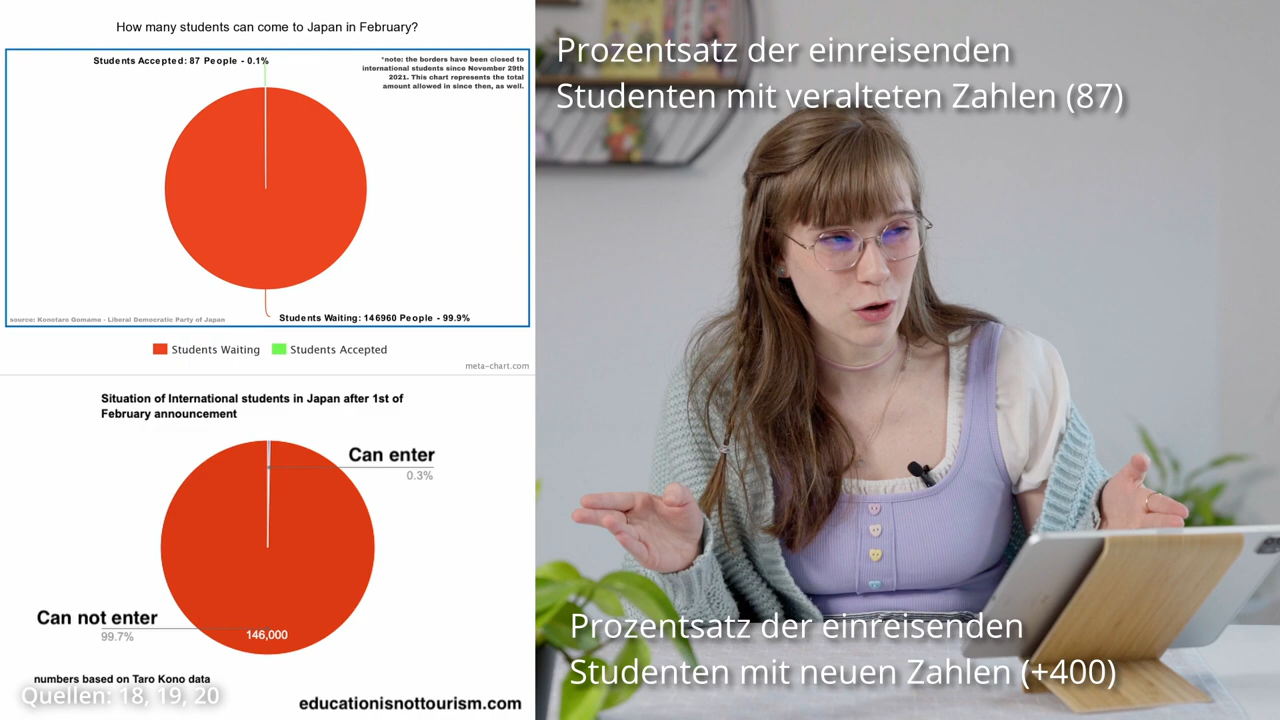 How many students can come to Japan in February?
Students Accepted: 87 People - 0.1%
*note: the borders have been closed to
international students since November 29th
2021. This chart represents the total
amount allowed in since then, as well.
source: Konotaro Gomame - Liberal Democratic Party of Japan
Students Waiting: 146960 People - 99.9%
Students Waiting
Students Accepted
meta-chart.com
Situation of International students in Japan after 1st of
February announcement
Can enter
0.3%
Can not enter
99.7%
146,000
numbers based on Taro Kono data
Quellen: 18, 19, 20
educationisnottourism.com
Prozentsatz der einreisenden
Studenten mit veralteten Zahlen (87)
Prozentsatz der einreisenden
Studenten mit neuen Zahlen (+400)